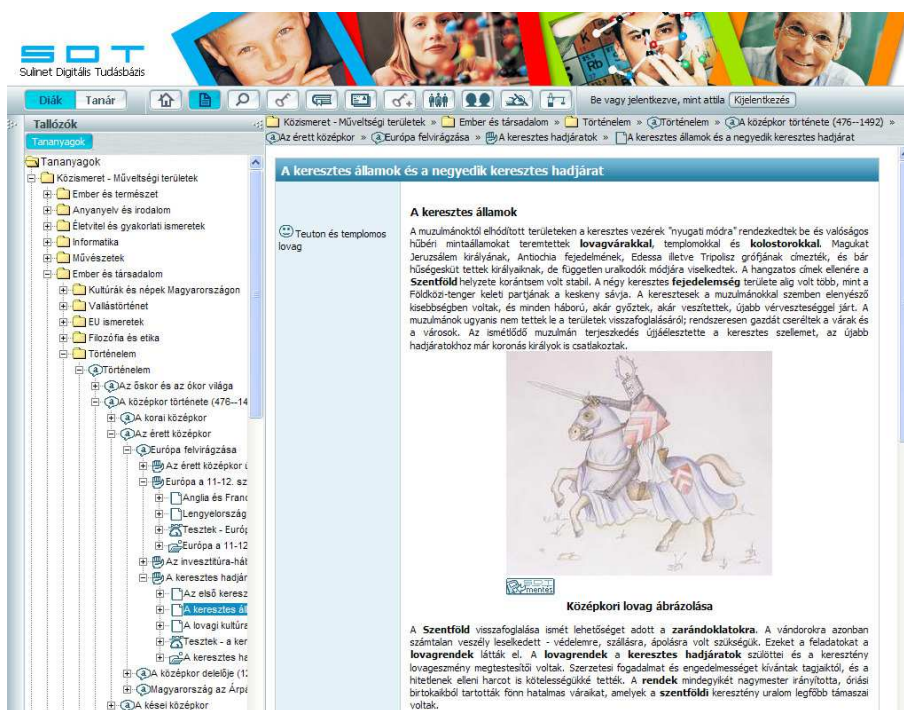 SDT
Sulinet Digitális Tudásbázis
Diák Tanár
Be vagy jelentkezve, mint attila Kijelentkezés
Tallózók
Tananyagok
Közismeret - Műveltségi területek » Ember és társadalom » Történelem » Történelem » A középkor története (476--1492) »
Az érett középkor » Európa felvirágzása » A keresztes hadjáratok » A keresztes államok és a negyedik keresztes hadjárat
Tananyagok
Közismeret - Műveltségi területek
Ember és természet
Anyanyelv és irodalom
Életvitel és gyakorlati ismeretek
Informatika
Művészetek
Ember és társadalom
Kultúrák és népek Magyarországon
Vallástörténet
EU ismeretek
Filozófia és etika
Történelem
Történelem
Az őskor és az ókor világa
A középkor története (476--14
A korai középkor
Az érett középkor
Európa felvirágzása
Az érett középkor
Európa a 11-12. sz
Anglia és Franc
Lengyelország
Tesztek - Európ
Európa a 11-12
Az invesztitúra-háb
A keresztes hadjár
Az első keresz
A keresztes ál
A lovagi kultúra
Tesztek - a ker
A keresztes ha
A középkor delelője (12
Magyarország az Árpá
A kései középkor
A keresztes államok és a negyedik keresztes hadjárat
Teuton és templomos
lovag
A keresztes államok
A muzulmánoktól elhódított területeken a keresztes vezérek "nyugati módra" rendezkedtek be és valóságos
hűbéri mintaállamokat teremtettek lovagvárakkal, templomokkal és kolostorokkal. Magukat
Jeruzsálem királyának, Antiochia fejedelmének, Edessa illetve Tripolisz grófjának címezték, és bár
hűségesküt tettek királyaiknak, de független uralkodók módjára viselkedtek. A hangzatos címek ellenére a
Szentföld helyzete korántsem volt stabil. A négy keresztes fejedelemség területe alig volt több, mint a
Földközi-tenger keleti partjának a keskeny sávja. A keresztesek a muzulmánokkal szemben elenyésző
kisebbségben voltak, és minden háború, akár győztek, akár veszítettek, újabb vérveszteséggel járt. A
muzulmánok ugyanis nem tettek le a területek visszafoglalásáról; rendszeresen gazdát cseréltek a várak és
a városok. Az ismétlődő muzulmán terjeszkedés újjáélesztette a keresztes szellemet, az újabb
hadjáratokhoz már koronás királyok is csatlakoztak.
SDT
mentés
Középkori lovag ábrázolása
A Szentföld visszafoglalása ismét lehetőséget adott a zarándoklatokra. A vándorokra azonban
számtalan veszély leselkedett - védelemre, szállásra, ápolásra volt szükségük. Ezeket a feladatokat a
lovagrendek látták el. A lovagrendek a keresztes hadjáratok szülöttei és a keresztény
lovageszmény megtestesítői voltak. Szerzetesi fogadalmat és engedelmességet kívántak tagjaiktól, és a
hitetlenek elleni harcot is kötelességükké tették. A rendek mindegyikét nagymester irányította, óriási
birtokaikból tartották fönn hatalmas váraikat, amelyek a szentföldi keresztény uralom legfőbb támaszai
voltak.